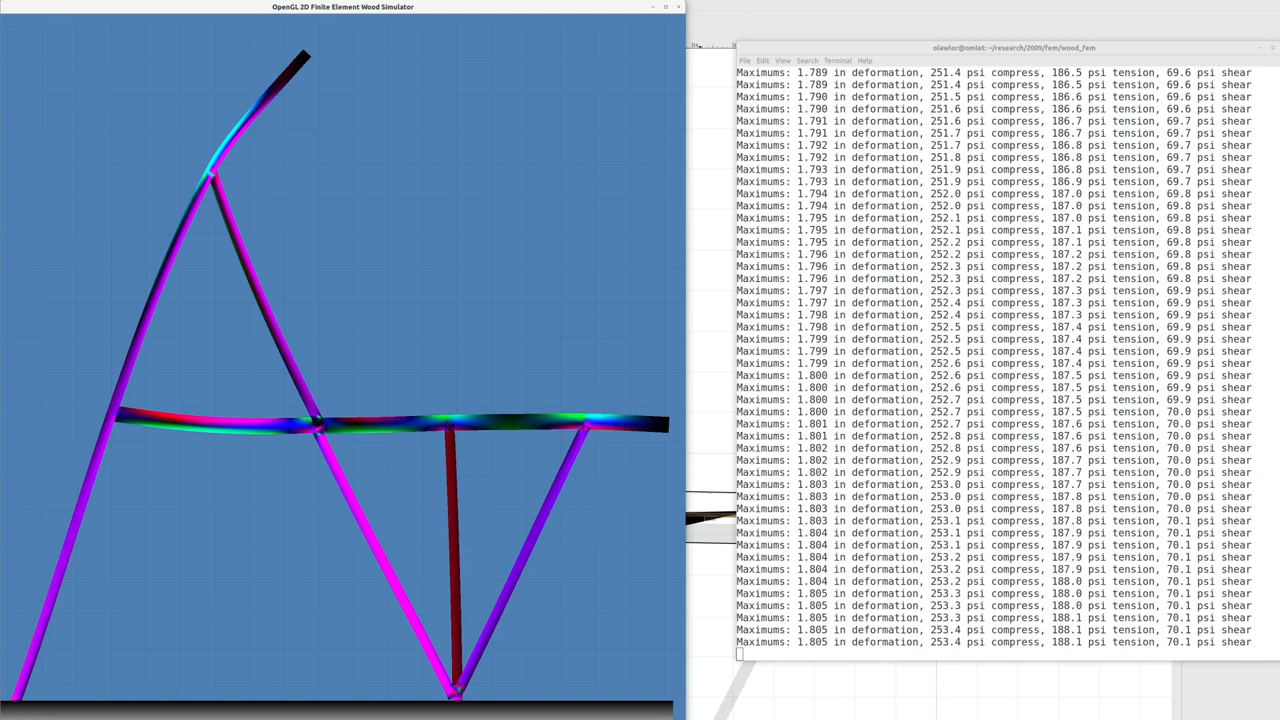 OpenGL 2D Finite Element Wood Simulator
olawlor@omlet: ~/research/2009/fem/wood_fem
File Edit View Search Terminal Help
Maximums: 1.789 in deformation, 251.4 psi compress, 186.5 psi tension, 69.6 psi shear
Maximums: 1.789 in deformation, 251.4 psi compress, 186.5 psi tension, 69.6 psi shear
Maximums: 1.790 in deformation, 251.5 psi compress, 186.6 psi tension, 69.6 psi shear
Maximums: 1.790 in deformation, 251.6 psi compress, 186.6 psi tension, 69.6 psi shear
Maximums: 1.791 in deformation, 251.6 psi compress, 186.7 psi tension, 69.7 psi shear
Maximums: 1.791 in deformation, 251.7 psi compress, 186.7 psi tension, 69.7 psi shear
Maximums: 1.792 in deformation, 251.7 psi compress, 186.8 psi tension, 69.7 psi shear
Maximums: 1.792 in deformation, 251.8 psi compress, 186.8 psi tension, 69.7 psi shear
Maximums: 1.793 in deformation, 251.9 psi compress, 186.8 psi tension, 69.7 psi shear
Maximums: 1.793 in deformation, 251.9 psi compress, 186.9 psi tension, 69.7 psi shear
Maximums: 1.794 in deformation, 252.0 psi compress, 187.0 psi tension, 69.8 psi shear
Maximums: 1.794 in deformation, 252.0 psi compress, 187.0 psi tension, 69.8 psi shear
Maximums: 1.795 in deformation, 252.1 psi compress, 187.0 psi tension, 69.8 psi shear
Maximums: 1.795 in deformation, 252.1 psi compress, 187.1 psi tension, 69.8 psi shear
Maximums: 1.795 in deformation, 252.2 psi compress, 187.1 psi tension, 69.8 psi shear
Maximums: 1.796 in deformation, 252.3 psi compress, 187.2 psi tension, 69.8 psi shear
Maximums: 1.796 in deformation, 252.3 psi compress, 187.2 psi tension, 69.8 psi shear
Maximums: 1.796 in deformation, 252.3 psi compress, 187.2 psi tension, 69.8 psi shear
Maximums: 1.797 in deformation, 252.3 psi compress, 187.3 psi tension, 69.9 psi shear
Maximums: 1.797 in deformation, 252.4 psi compress, 187.3 psi tension, 69.9 psi shear
Maximums: 1.798 in deformation, 252.4 psi compress, 187.3 psi tension, 69.9 psi shear
Maximums: 1.798 in deformation, 252.5 psi compress, 187.4 psi tension, 69.9 psi shear
Maximums: 1.799 in deformation, 252.5 psi compress, 187.4 psi tension, 69.9 psi shear
Maximums: 1.799 in deformation, 252.5 psi compress, 187.4 psi tension, 69.9 psi shear
Maximums: 1.799 in deformation, 252.6 psi compress, 187.4 psi tension, 69.9 psi shear
Maximums: 1.800 in deformation, 252.6 psi compress, 187.5 psi tension, 69.9 psi shear
Maximums: 1.800 in deformation, 252.6 psi compress, 187.5 psi tension, 69.9 psi shear
Maximums: 1.800 in deformation, 252.7 psi compress, 187.5 psi tension, 69.9 psi shear
Maximums: 1.801 in deformation, 252.7 psi compress, 187.5 psi tension, 70.0 psi shear
Maximums: 1.801 in deformation, 252.7 psi compress, 187.6 psi tension, 70.0 psi shear
Maximums: 1.801 in deformation, 252.8 psi compress, 187.6 psi tension, 70.0 psi shear
Maximums: 1.802 in deformation, 252.8 psi compress, 187.6 psi tension, 70.0 psi shear
Maximums: 1.802 in deformation, 252.9 psi compress, 187.7 psi tension, 70.0 psi shear
Maximums: 1.802 in deformation, 252.9 psi compress, 187.7 psi tension, 70.0 psi shear
Maximums: 1.803 in deformation, 253.0 psi compress, 187.7 psi tension, 70.0 psi shear
Maximums: 1.803 in deformation, 253.0 psi compress, 187.8 psi tension, 70.0 psi shear
Maximums: 1.803 in deformation, 253.0 psi compress, 187.8 psi tension, 70.0 psi shear
Maximums: 1.803 in deformation, 253.1 psi compress, 187.8 psi tension, 70.1 psi shear
Maximums: 1.804 in deformation, 253.1 psi compress, 187.9 psi tension, 70.1 psi shear
Maximums: 1.804 in deformation, 253.1 psi compress, 187.9 psi tension, 70.1 psi shear
Maximums: 1.804 in deformation, 253.1 psi compress, 187.9 psi tension, 70.1 psi shear
Maximums: 1.804 in deformation, 253.2 psi compress, 187.9 psi tension, 70.1 psi shear
Maximums: 1.804 in deformation, 253.2 psi compress, 188.0 psi tension, 70.1 psi shear
Maximums: 1.805 in deformation, 253.3 psi compress, 188.0 psi tension, 70.1 psi shear
Maximums: 1.805 in deformation, 253.3 psi compress, 188.0 psi tension, 70.1 psi shear
Maximums: 1.805 in deformation, 253.3 psi compress, 188.1 psi tension, 70.1 psi shear
Maximums: 1.805 in deformation, 253.4 psi compress, 188.1 psi tension, 70.1 psi shear
Maximums: 1.805 in deformation, 253.4 psi compress, 188.1 psi tension, 70.1 psi shear